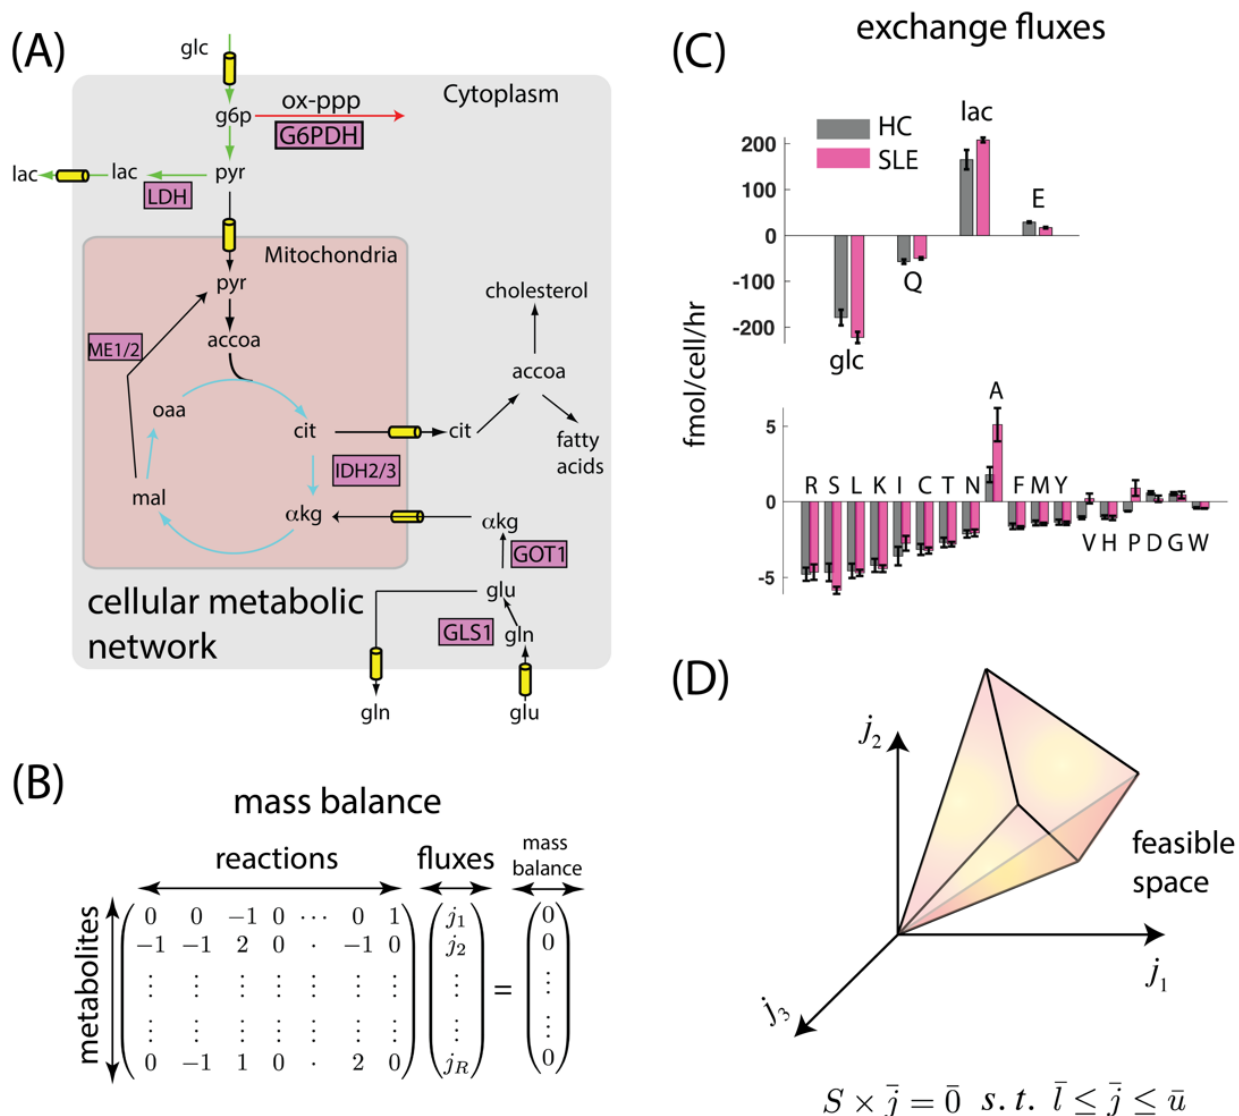 (A)
glc
Cytoplasm
g6p
ox-ppp
G6PDH
lac
lac
pyr
LDH
Mitochondria
pyr
ME1/2
accoa
cholesterol
accoa
oaa
cit
cit
fatty
acids
IDH2/3
mal
αkg
αkg
GOT1
glu
cellular metabolic
network
GLS1
gln
gln
glu
(B)
mass balance
reactions
fluxes
mass
balance
metabolites
0 0 −1 0 ⋯ 0 1 j₁ 0
−1 −1 2 0 · −1 0 j₂ 0
⋮ ⋮ ⋮ ⋮ ⋮ ⋮ ⋮ ⋮ = ⋮
⋮ ⋮ ⋮ ⋮ ⋮ ⋮ ⋮ ⋮ ⋮
0 −1 1 0 · 2 0 j_R 0
(C)
exchange fluxes
HC
SLE
lac
E
Q
glc
200
100
0
-100
-200
fmol/cell/hr
5
0
-5
A
R S L K I C T N F M Y
V H P D G W
(D)
j₂
j₁
j₃
feasible
space
S × j̄ = 0̄ s.t. l̄ ≤ j̄ ≤ ū